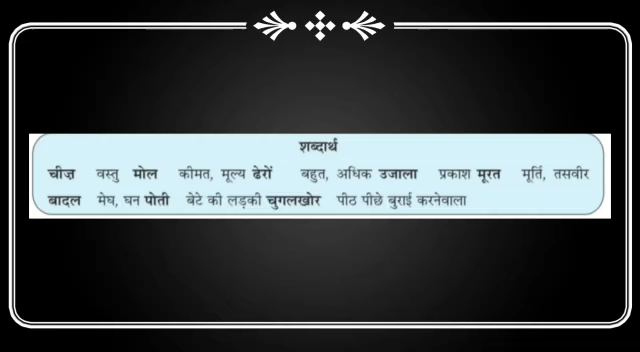 शब्दार्थ
चीज़ वस्तु मोल कीमत, मूल्य ढेरों बहुत, अधिक उजाला प्रकाश मूरत मूर्ति, तसवीर
बादल मेघ, घन पोती बेटे की लड़की चुगलखोर पीठ पीछे बुराई करनेवाला